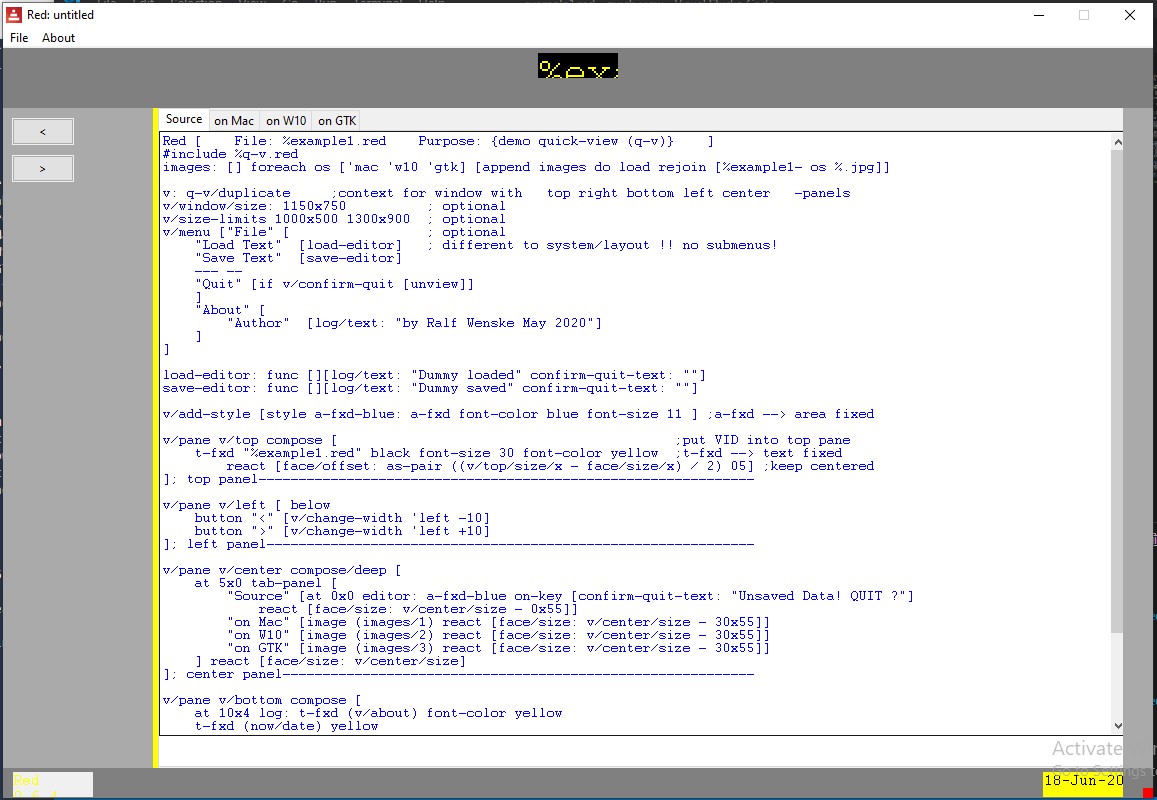 Red: untitled
File About
%ex
<
>
Source on Mac on W10 on GTK
Red [    File: %example1.red    Purpose: {demo quick-view (q-v)}    ]
#include %q-v.red
images: [] foreach os ['mac 'w10 'gtk] [append images do load rejoin [%example1- os %.jpg]]
v: q-v/duplicate     ;context for window with   top right bottom left center   -panels
v/window/size: 1150x750          ; optional
v/size-limits 1000x500 1300x900  ; optional
v/menu ["File" [                 ; optional
    "Load Text"  [load-editor]   ; different to system/layout !! no submenus!
    "Save Text"  [save-editor]
    --- --
    "Quit" [if v/confirm-quit [unview]]
    ]
    "About" [
        "Author"  [log/text: "by Ralf Wenske May 2020"]
    ]
]
load-editor: func [][log/text: "Dummy loaded" confirm-quit-text: ""]
save-editor: func [][log/text: "Dummy saved" confirm-quit-text: ""]
v/add-style [style a-fxd-blue: a-fxd font-color blue font-size 11 ] ;a-fxd --> area fixed
v/pane v/top compose [                                           ;put VID into top pane
    t-fxd "%example1.red" black font-size 30 font-color yellow  ;t-fxd --> text fixed
        react [face/offset: as-pair ((v/top/size/x - face/size/x) / 2) 05] ;keep centered
]; top panel--------------------------------------------------------------
v/pane v/left [ below
    button "<" [v/change-width 'left -10]
    button ">" [v/change-width 'left +10]
]; left panel-------------------------------------------------------------
v/pane v/center compose/deep [
    at 5x0 tab-panel [
        "Source" [at 0x0 editor: a-fxd-blue on-key [confirm-quit-text: "Unsaved Data! QUIT ?"]
            react [face/size: v/center/size - 0x55]]
        "on Mac" [image (images/1) react [face/size: v/center/size - 30x55]]
        "on W10" [image (images/2) react [face/size: v/center/size - 30x55]]
        "on GTK" [image (images/3) react [face/size: v/center/size - 30x55]]
    ] react [face/size: v/center/size]
]; center panel-----------------------------------------------------------
v/pane v/bottom compose [
    at 10x4 log: t-fxd (v/about) font-color yellow
    t-fxd (now/date) yellow
Activate
Red
18-Jun-20